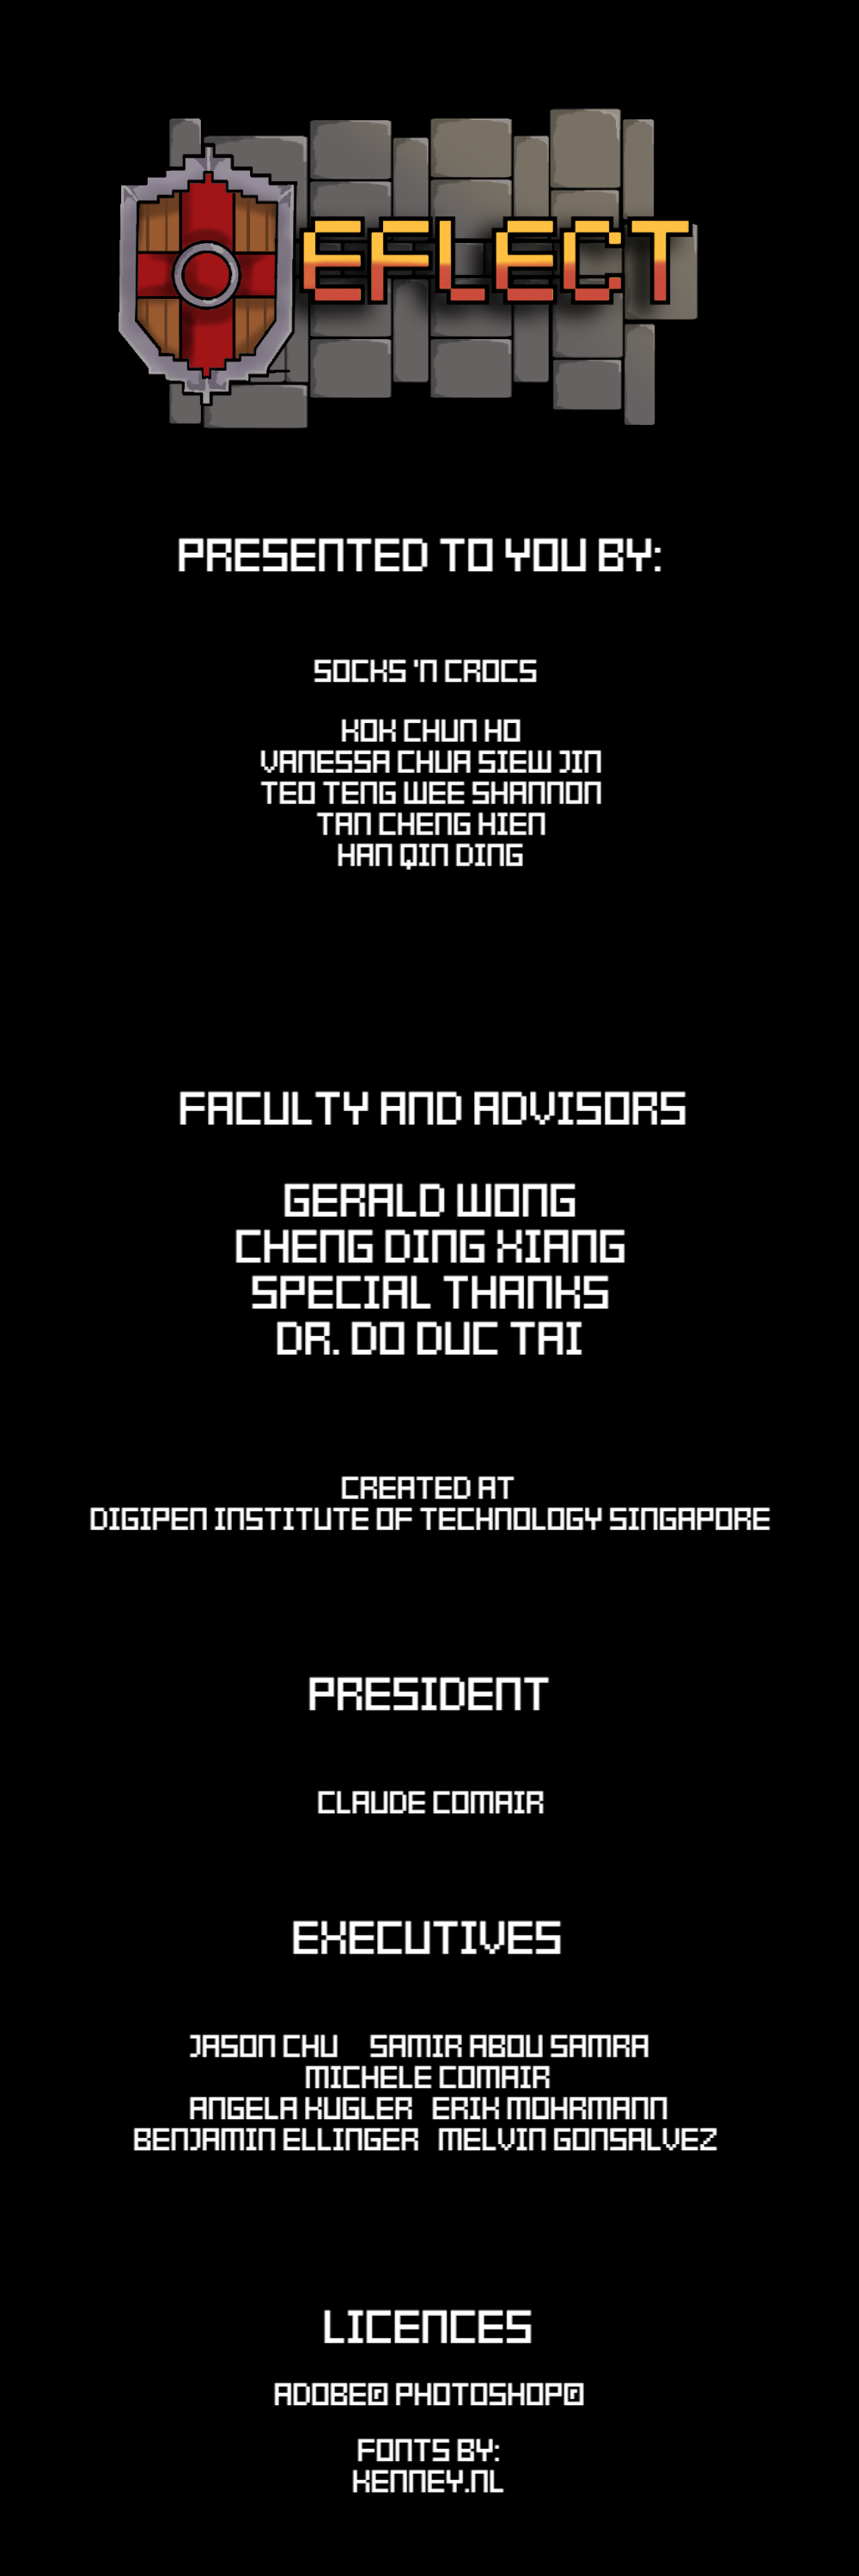 EFLECT
PRESENTED TO YOU BY:
SOCKS 'N CROCS
KOK CHUN HO
VANESSA CHUA SIEW JIN
TEO TENG WEE SHANNON
TAN CHENG HIEN
HAN QIN DING
FACULTY AND ADVISORS
GERALD WONG
CHENG DING XIANG
SPECIAL THANKS
DR. DO DUC TAI
CREATED AT
DIGIPEN INSTITUTE OF TECHNOLOGY SINGAPORE
PRESIDENT
CLAUDE COMAIR
EXECUTIVES
JASON CHU SAMIR ABOU SAMRA
MICHELE COMAIR
ANGELA KUGLER ERIK MOHRMANN
BENJAMIN ELLINGER MELVIN GONSALVEZ
LICENCES
ADOBE® PHOTOSHOP®
FONTS BY:
KENNEY.NL